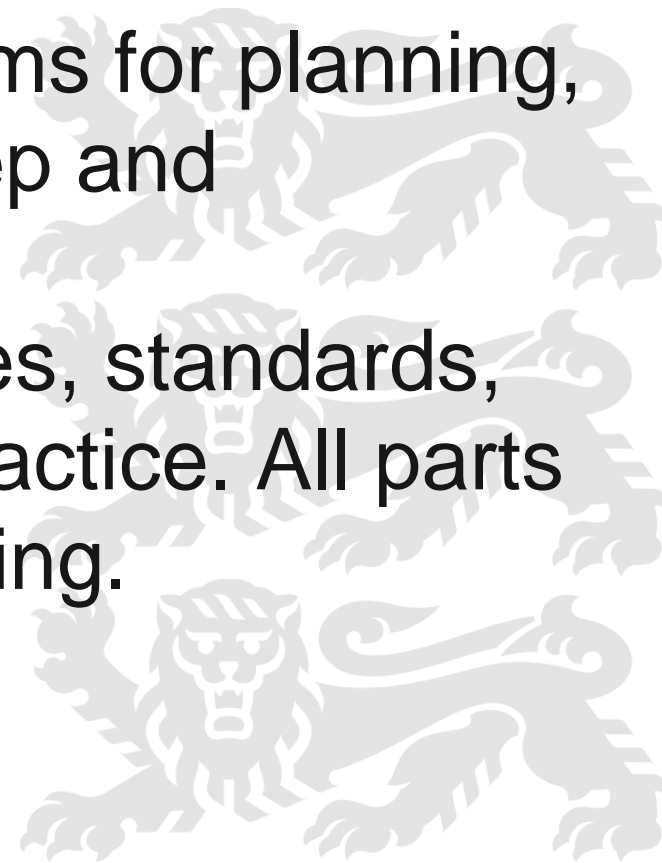 ms for planning,
ep and
es, standards,
actice. All parts
ing.